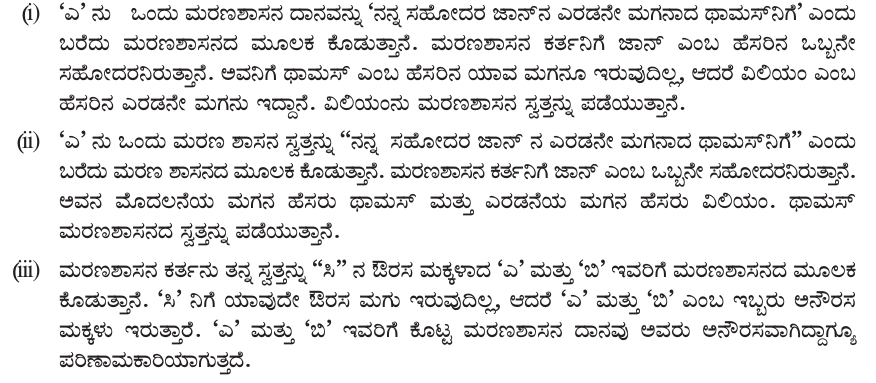 (i) ‘ಎ’ ನು ಒಂದು ಮರಣಶಾಸನ ದಾನವನ್ನು ‘ನನ್ನ ಸಹೋದರ ಜಾನ್‌ನ ಎರಡನೇ ಮಗನಾದ ಥಾಮಸ್‌ನಿಗೆ’ ಎಂದು
ಬರೆದು ಮರಣಶಾಸನದ ಮೂಲಕ ಕೊಡುತ್ತಾನೆ. ಮರಣಶಾಸನ ಕರ್ತನಿಗೆ ಜಾನ್ ಎಂಬ ಹೆಸರಿನ ಒಬ್ಬನೇ
ಸಹೋದರನಿರುತ್ತಾನೆ. ಅವನಿಗೆ ಥಾಮಸ್ ಎಂಬ ಹೆಸರಿನ ಯಾವ ಮಗನೂ ಇರುವುದಿಲ್ಲ, ಆದರೆ ವಿಲಿಯಂ ಎಂಬ
ಹೆಸರಿನ ಎರಡನೇ ಮಗನು ಇದ್ದಾನೆ. ವಿಲಿಯಂನು ಮರಣಶಾಸನ ಸ್ವತ್ತನ್ನು ಪಡೆಯುತ್ತಾನೆ.
(ii) ‘ಎ’ ನು ಒಂದು ಮರಣ ಶಾಸನ ಸ್ವತ್ತನ್ನು “ನನ್ನ ಸಹೋದರ ಜಾನ್ ನ ಎರಡನೇ ಮಗನಾದ ಥಾಮಸ್‌ನಿಗೆ” ಎಂದು
ಬರೆದು ಮರಣ ಶಾಸನದ ಮೂಲಕ ಕೊಡುತ್ತಾನೆ. ಮರಣಶಾಸನ ಕರ್ತನಿಗೆ ಜಾನ್ ಎಂಬ ಒಬ್ಬನೇ ಸಹೋದರನಿರುತ್ತಾನೆ.
ಅವನ ಮೊದಲನೆಯ ಮಗನ ಹೆಸರು ಥಾಮಸ್ ಮತ್ತು ಎರಡನೆಯ ಮಗನ ಹೆಸರು ವಿಲಿಯಂ. ಥಾಮಸ್
ಮರಣಶಾಸನದ ಸ್ವತ್ತನ್ನು ಪಡೆಯುತ್ತಾನೆ.
(iii) ಮರಣಶಾಸನ ಕರ್ತನು ತನ್ನ ಸ್ವತ್ತನ್ನು “ಸಿ” ನ ಔರಸ ಮಕ್ಕಳಾದ ‘ಎ’ ಮತ್ತು ‘ಬಿ’ ಇವರಿಗೆ ಮರಣಶಾಸನದ ಮೂಲಕ
ಕೊಡುತ್ತಾನೆ. ‘ಸಿ’ ನಿಗೆ ಯಾವುದೇ ಔರಸ ಮಗು ಇರುವುದಿಲ್ಲ, ಆದರೆ ‘ಎ’ ಮತ್ತು ‘ಬಿ’ ಎಂಬ ಇಬ್ಬರು ಅನೌರಸ
ಮಕ್ಕಳು ಇರುತ್ತಾರೆ. ‘ಎ’ ಮತ್ತು ‘ಬಿ’ ಇವರಿಗೆ ಕೊಟ್ಟ ಮರಣಶಾಸನ ದಾನವು ಅವರು ಅನೌರಸವಾಗಿದ್ದಾಗ್ಯೂ
ಪರಿಣಾಮಕಾರಿಯಾಗುತ್ತದೆ.